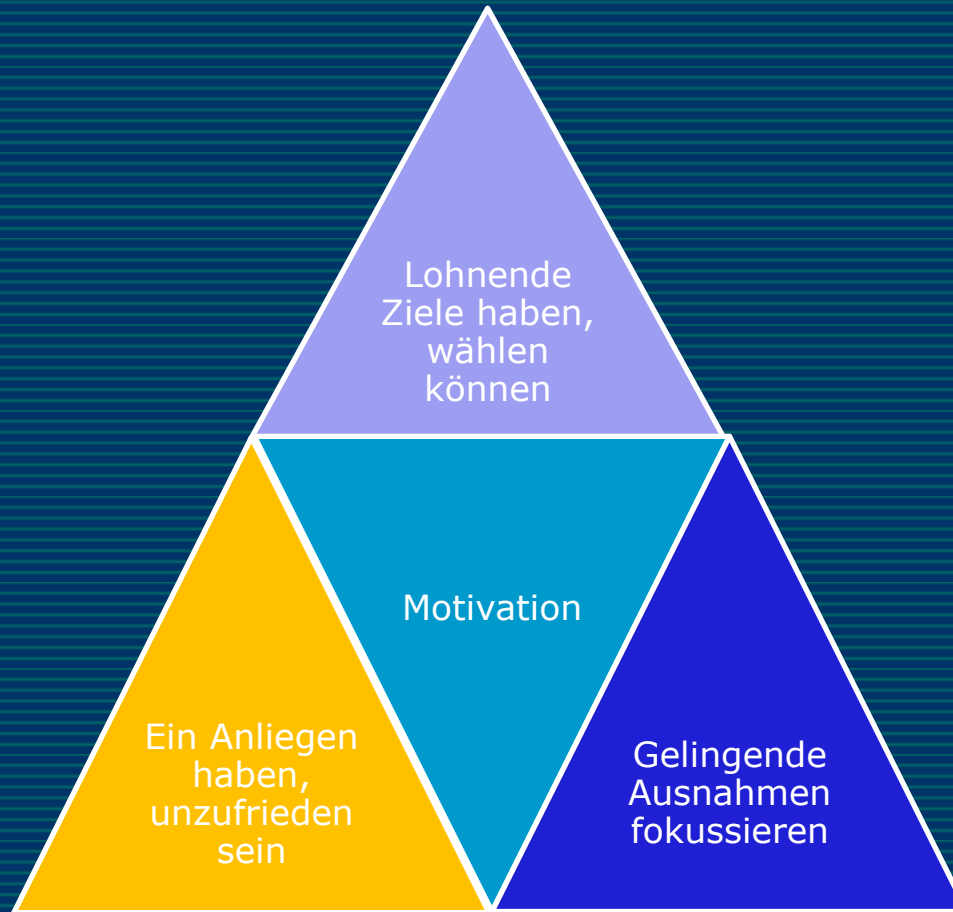 Lohnende
Ziele haben,
wählen
können
Motivation
Ein Anliegen
haben,
unzufrieden
sein
Gelingende
Ausnahmen
fokussieren